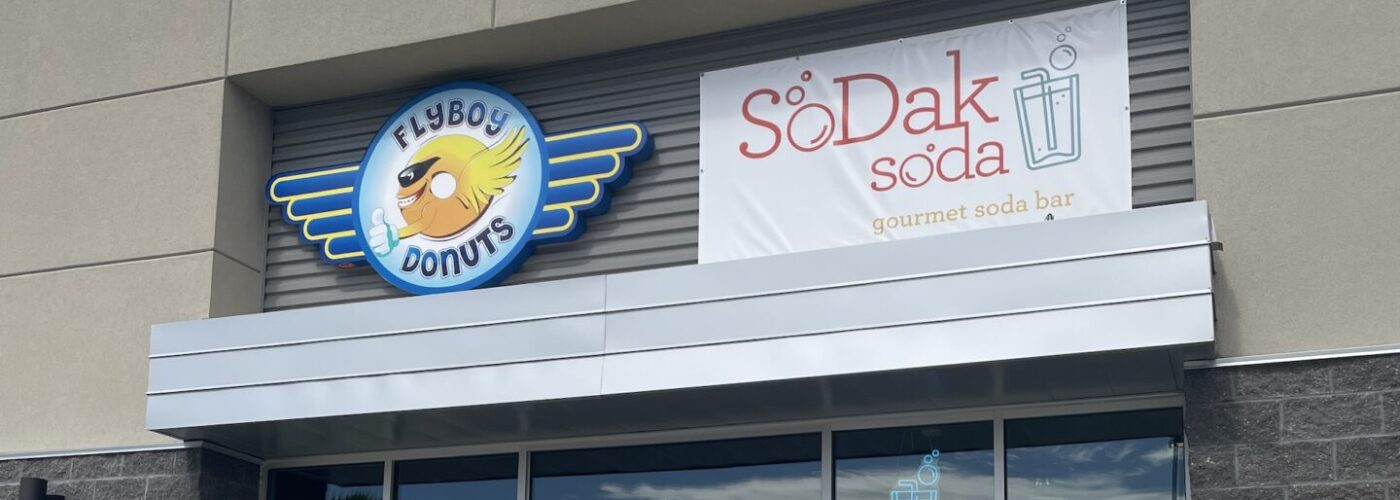 FLYBOY
DONUTS
SoDak
soda
gourmet soda bar